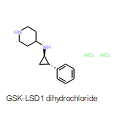 HN
NH
HCl HCl
GSK-LSD1 dihydrochloride